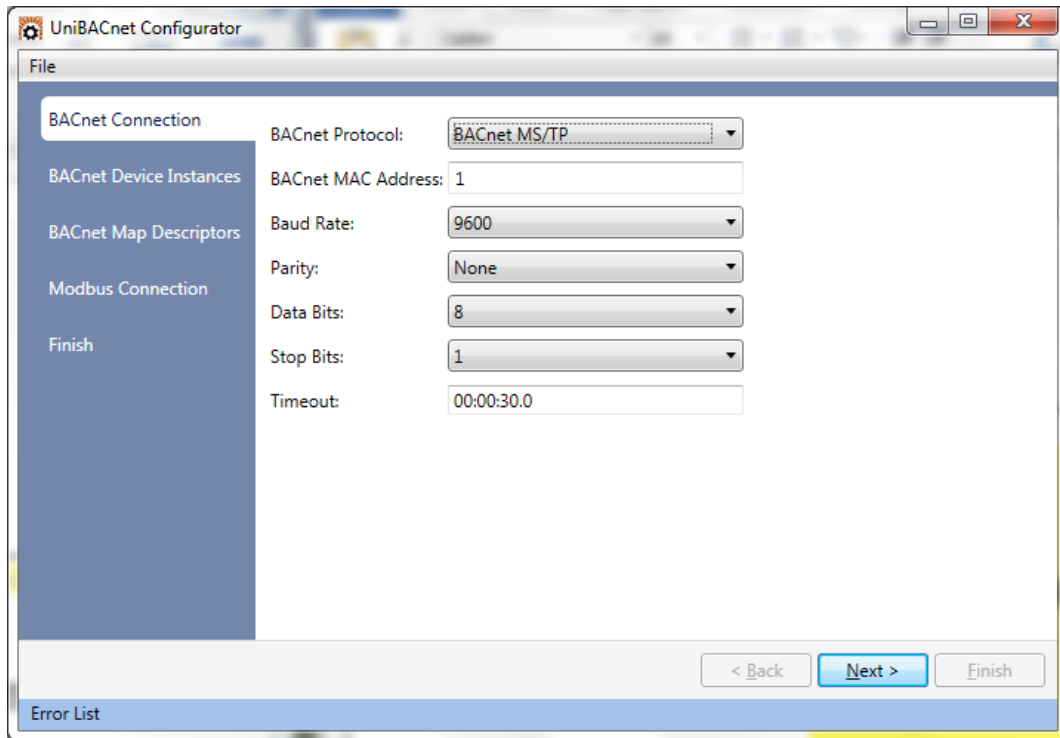 UniBACnet Configurator
File
BACnet Connection
BACnet Device Instances
BACnet Map Descriptors
Modbus Connection
Finish
BACnet Protocol: BACnet MS/TP
BACnet MAC Address: 1
Baud Rate: 9600
Parity: None
Data Bits: 8
Stop Bits: 1
Timeout: 00:00:30.0
< Back Next > Finish
Error List